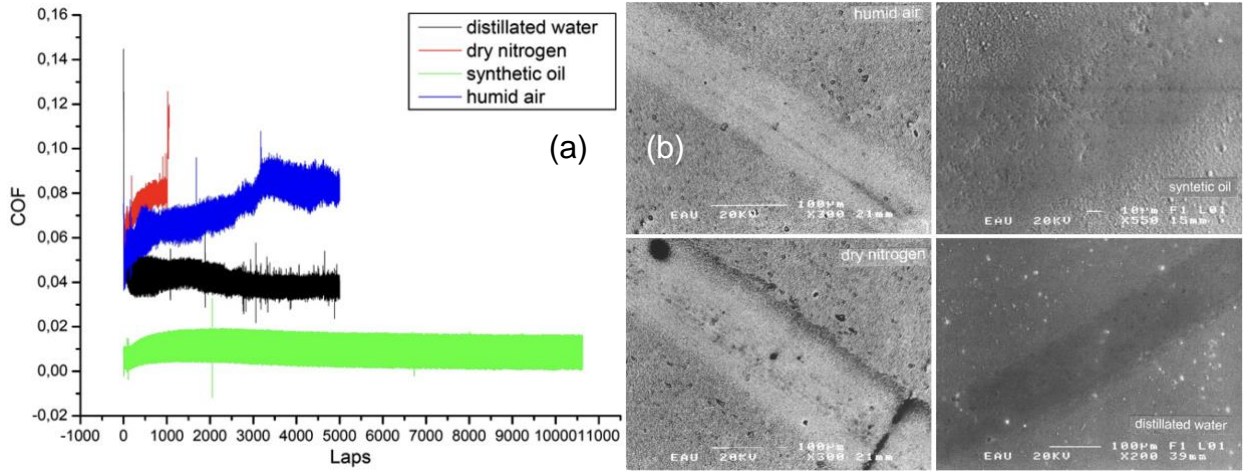 0,16
0,14
0,12
0,10
0,08
0,06
0,04
0,02
0,00
-0,02
COF
-1000 0 1000 2000 3000 4000 5000 6000 7000 8000 9000 10000 11000
Laps
distillated water
dry nitrogen
synthetic oil
humid air
(a)
(b)
humid air
100µm
EAU 20KV X300 21mm
syntetic oil
10µm F1 L01
EAU 20KV X550 15mm
dry nitrogen
100µm
EAU 20KV X300 21mm
distillated water
100µm F1 L01
EAU 20KV X200 39mm